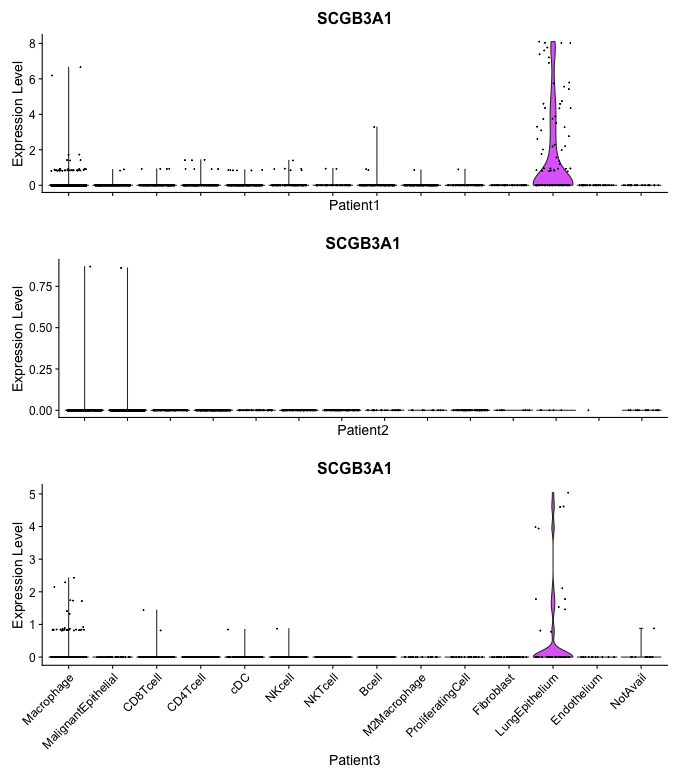 SCGB3A1
Expression Level
8
6
4
2
0
Patient1
SCGB3A1
Expression Level
0.75
0.50
0.25
0.00
Patient2
SCGB3A1
Expression Level
5
4
3
2
1
0
Macrophage
MalignantEpithelial
CD8Tcell
CD4Tcell
cDC
NKcell
NKTcell
Bcell
M2Macrophage
ProliferatingCell
Fibroblast
LungEpithelium
Endothelium
NotAvail
Patient3